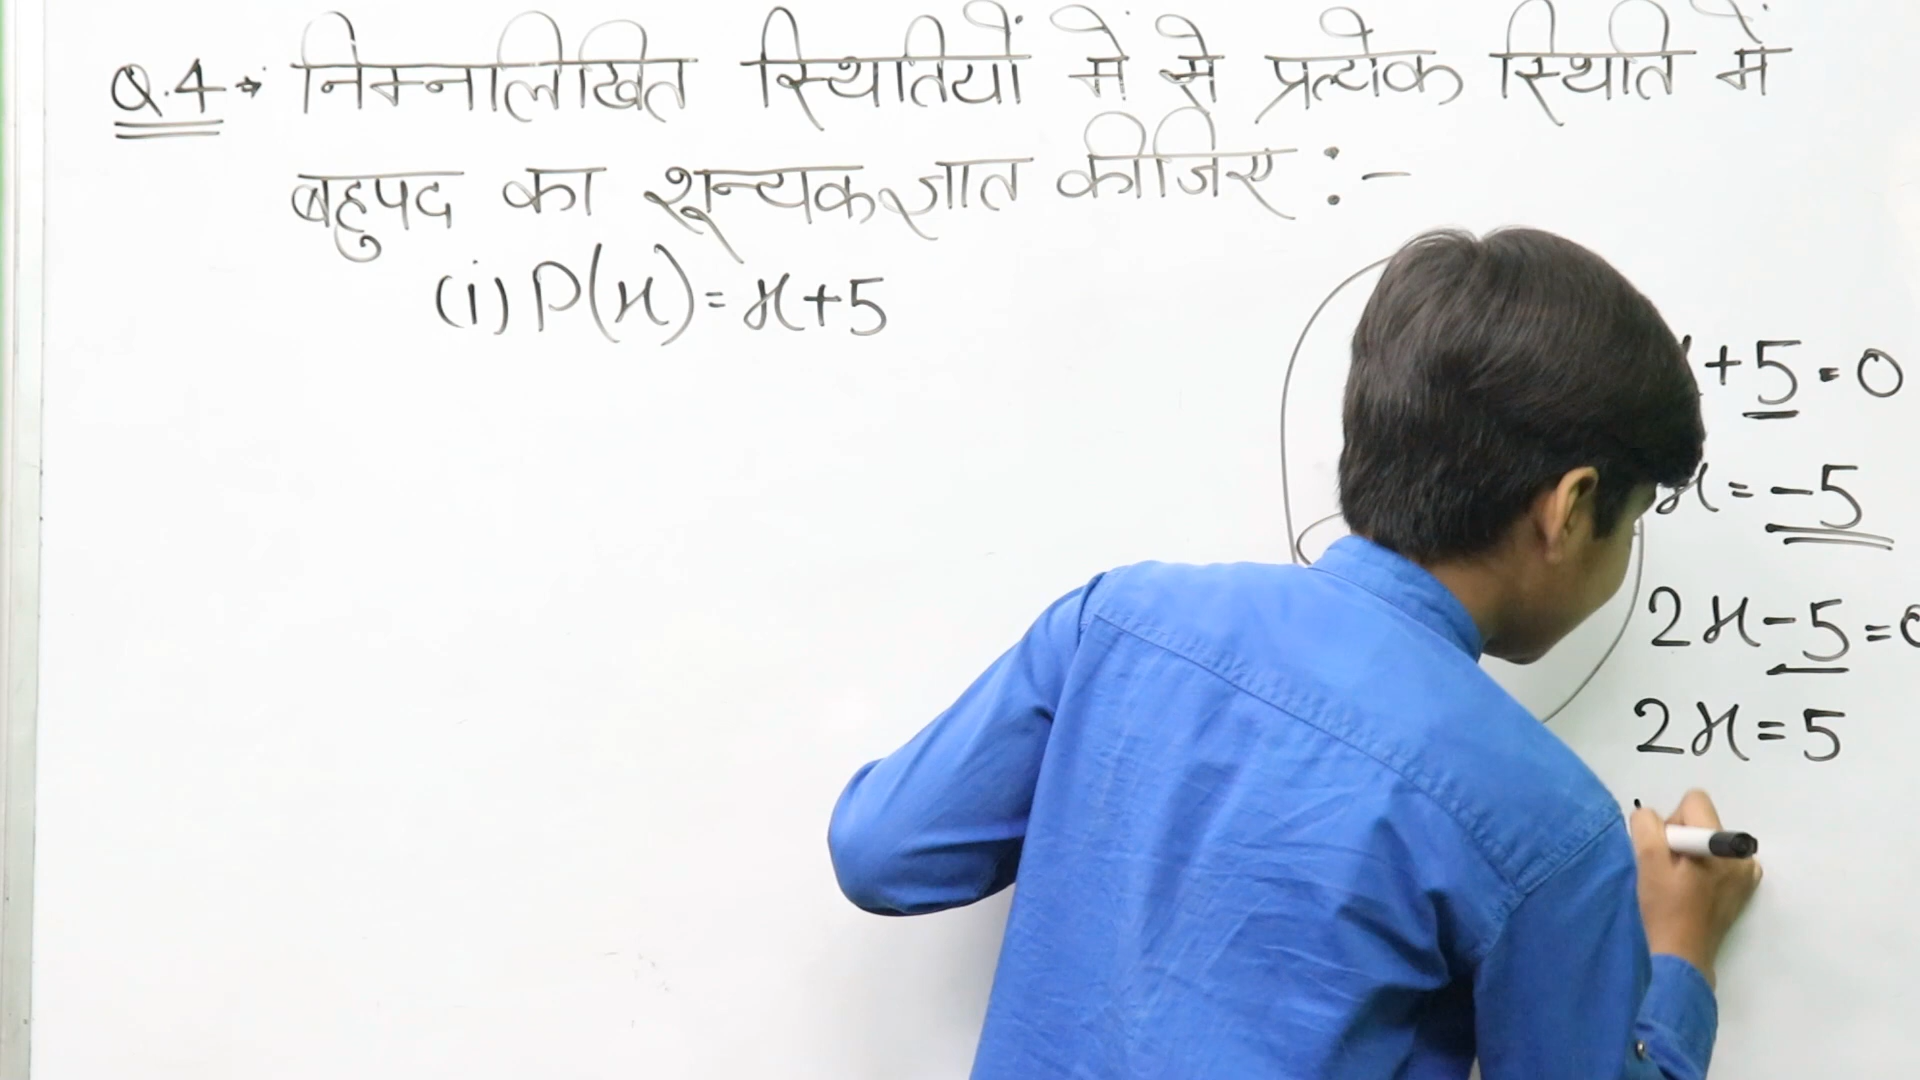 Q.4→ निम्नलिखित स्थितियों में से प्रत्येक स्थिति में
बहुपद का शून्यक ज्ञात कीजिए :-
(i) P(x) = x+5
+5=0
x = -5
2x-5=0
2x=5